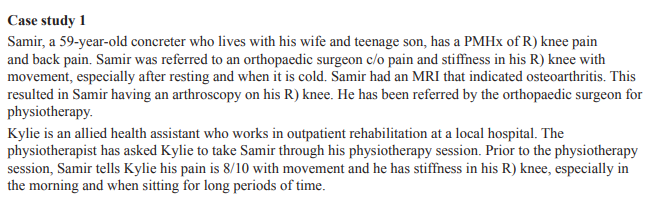 Case study 1
Samir, a 59-year-old concreter who lives with his wife and teenage son, has a PMHx of R) knee pain
and back pain. Samir was referred to an orthopaedic surgeon c/o pain and stiffness in his R) knee with
movement, especially after resting and when it is cold. Samir had an MRI that indicated osteoarthritis. This
resulted in Samir having an arthroscopy on his R) knee. He has been referred by the orthopaedic surgeon for
physiotherapy.
Kylie is an allied health assistant who works in outpatient rehabilitation at a local hospital. The
physiotherapist has asked Kylie to take Samir through his physiotherapy session. Prior to the physiotherapy
session, Samir tells Kylie his pain is 8/10 with movement and he has stiffness in his R) knee, especially in
the morning and when sitting for long periods of time.